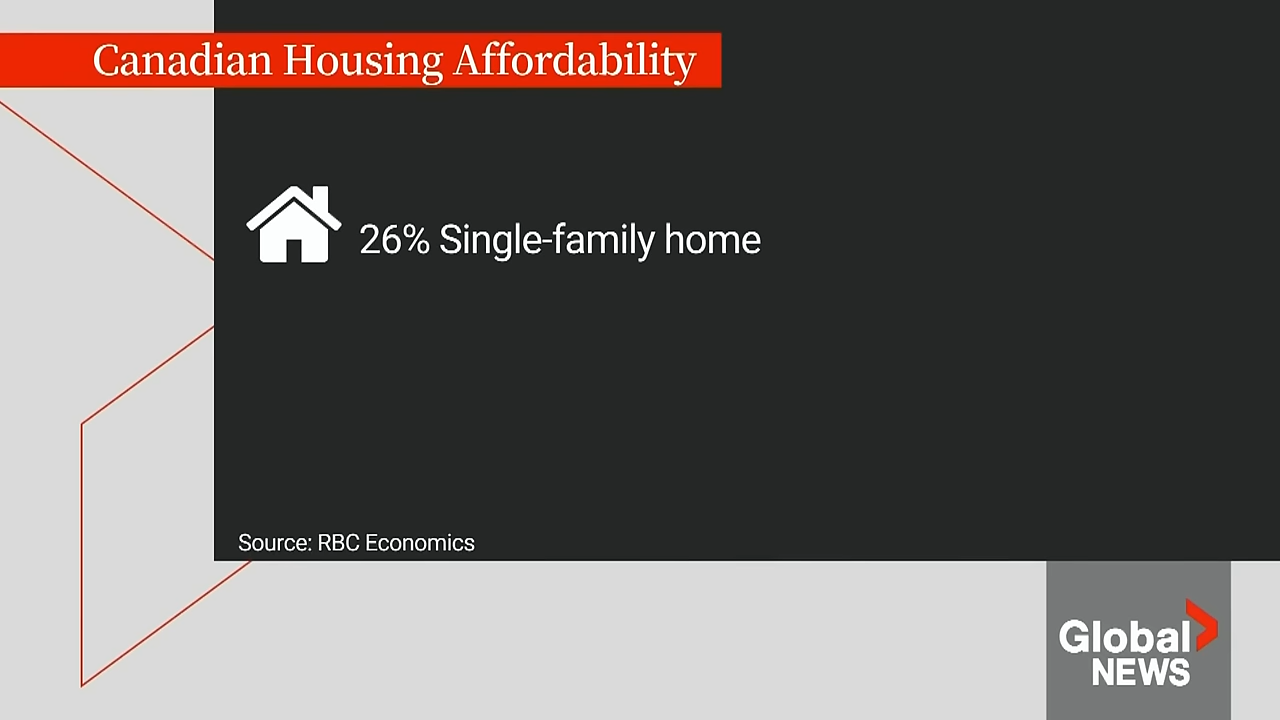 Canadian Housing Affordability
26% Single-family home
Source: RBC Economics
Global
NEWS